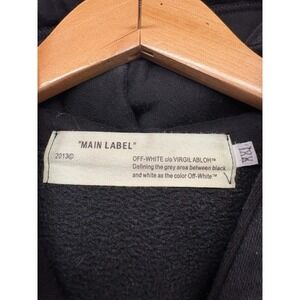 "MAIN LABEL"
2013©
OFF-WHITE c/o VIRGIL ABLOH™
Defining the grey area between black
and white as the color Off-White™